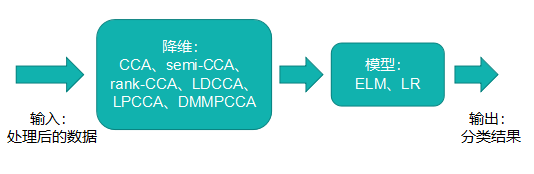 降维：
CCA、semi-CCA、
rank-CCA、LDCCA、
LPCCA、DMMPCCA
模型：
ELM、LR
输入：
处理后的数据
输出：
分类结果